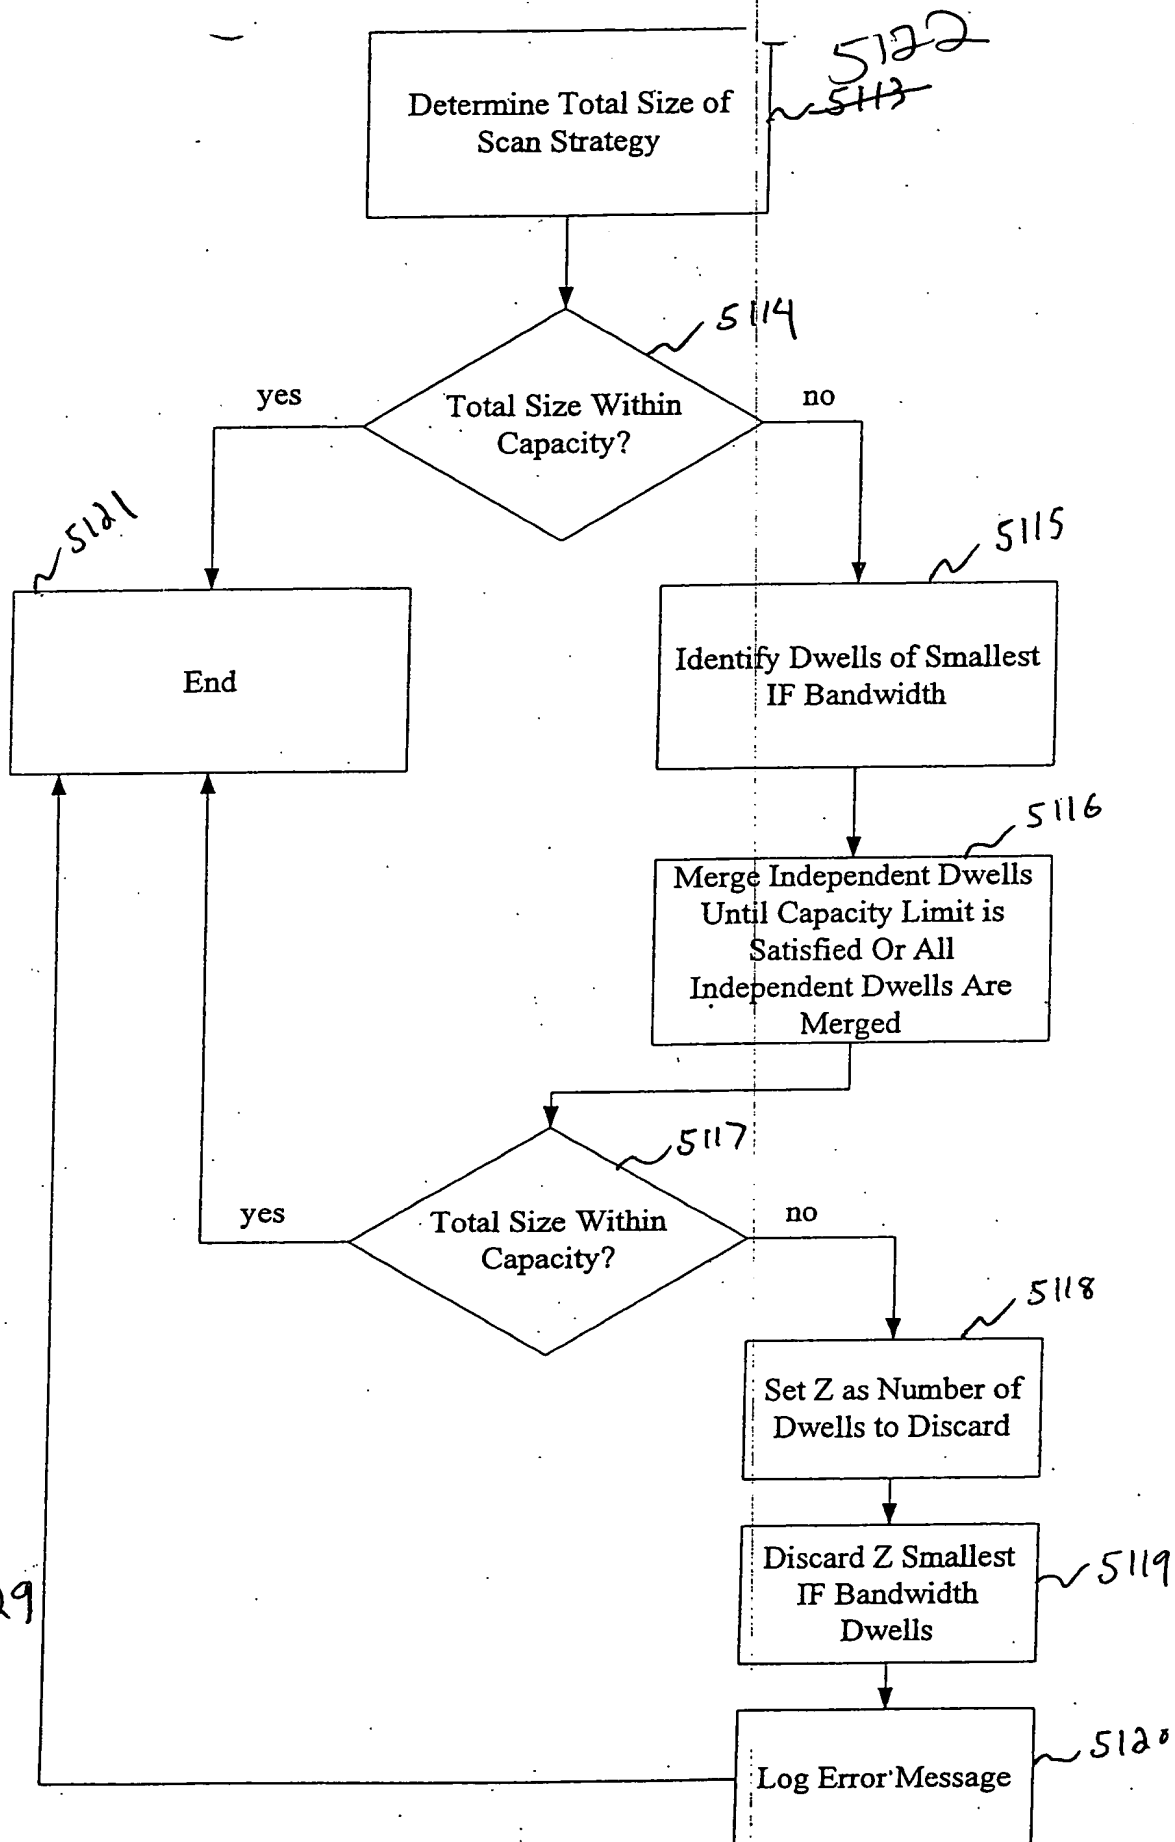 5122
Determine Total Size of
Scan Strategy
5113
5114
yes
Total Size Within
Capacity?
no
5121
5115
End
Identify Dwells of Smallest
IF Bandwidth
5116
Merge Independent Dwells
Until Capacity Limit is
Satisfied Or All
Independent Dwells Are
Merged
5117
yes
Total Size Within
Capacity?
no
5118
Set Z as Number of
Dwells to Discard
Discard Z Smallest
IF Bandwidth
Dwells
5119
5120
Log Error Message